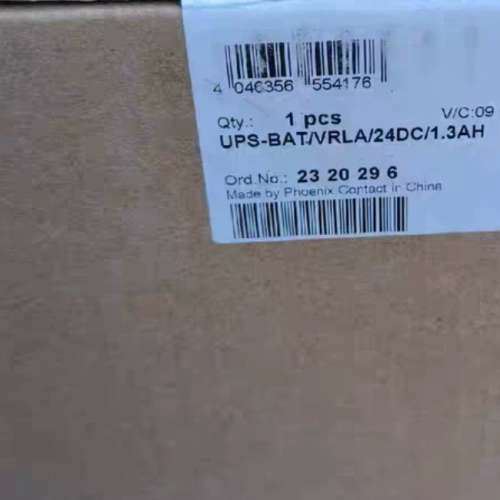 4 046356 554176
Qty.: 1 pcs V/C:09
UPS-BAT/VRLA/24DC/1.3AH
Ord.No.: 23 20 29 6
Made by Phoenix Contact in China